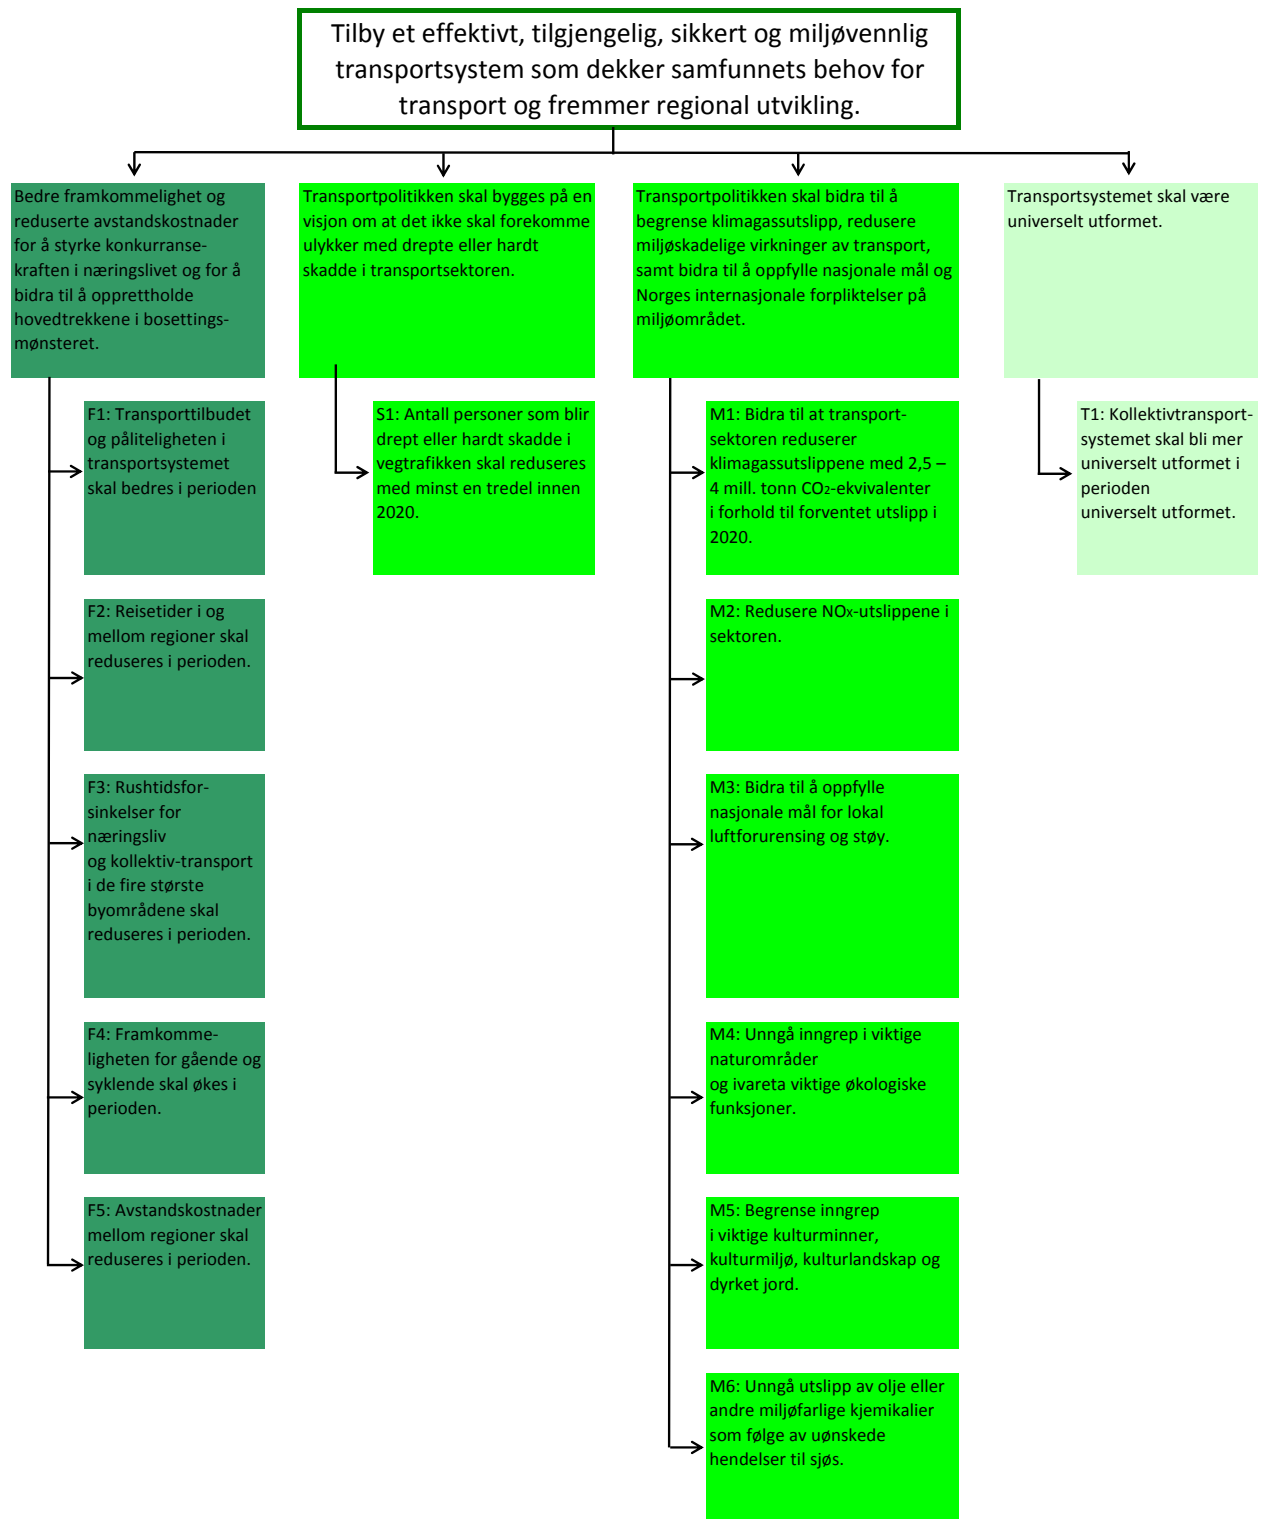 Tilby et effektivt, tilgjengelig, sikkert og miljøvennlig
transportsystem som dekker samfunnets behov for
transport og fremmer regional utvikling.
Bedre framkommelighet og
reduserte avstandskostnader
for å styrke konkurranse-
kraften i næringslivet og for å
bidra til å opprettholde
hovedtrekkene i bosettings-
mønsteret.
F1: Transporttilbudet
og påliteligheten i
transportsystemet
skal bedres i perioden
F2: Reisetider i og
mellom regioner skal
reduseres i perioden.
F3: Rushtidsfor-
sinkelser for
næringsliv
og kollektiv-transport
i de fire største
byområdene skal
reduseres i perioden.
F4: Framkomme-
ligheten for gående og
syklende skal økes i
perioden.
F5: Avstandskostnader
mellom regioner skal
reduseres i perioden.
Transportpolitikken skal bygges på en
visjon om at det ikke skal forekomme
ulykker med drepte eller hardt
skadde i transportsektoren.
S1: Antall personer som blir
drept eller hardt skadde i
vegtrafikken skal reduseres
med minst en tredel innen
2020.
Transportpolitikken skal bidra til å
begrense klimagassutslipp, redusere
miljøskadelige virkninger av transport,
samt bidra til å oppfylle nasjonale mål og
Norges internasjonale forpliktelser på
miljøområdet.
M1: Bidra til at transport-
sektoren reduserer
klimagassutslippene med 2,5 –
4 mill. tonn CO₂-ekvivalenter
i forhold til forventet utslipp i
2020.
M2: Redusere NOₓ-utslippene i
sektoren.
M3: Bidra til å oppfylle
nasjonale mål for lokal
luftforurensing og støy.
M4: Unngå inngrep i viktige
naturområder
og ivareta viktige økologiske
funksjoner.
M5: Begrense inngrep
i viktige kulturminner,
kulturmiljø, kulturlandskap og
dyrket jord.
M6: Unngå utslipp av olje eller
andre miljøfarlige kjemikalier
som følge av uønskede
hendelser til sjøs.
Transportsystemet skal være
universelt utformet.
T1: Kollektivtransport-
systemet skal bli mer
universelt utformet i
perioden
universelt utformet.